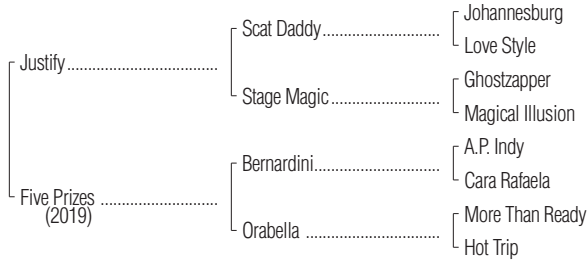 Johannesburg
Scat Daddy
Love Style
Justify
Ghostzapper
Stage Magic
Magical Illusion
A.P. Indy
Bernardini
Cara Rafaela
Five Prizes
(2019)
More Than Ready
Orabella
Hot Trip